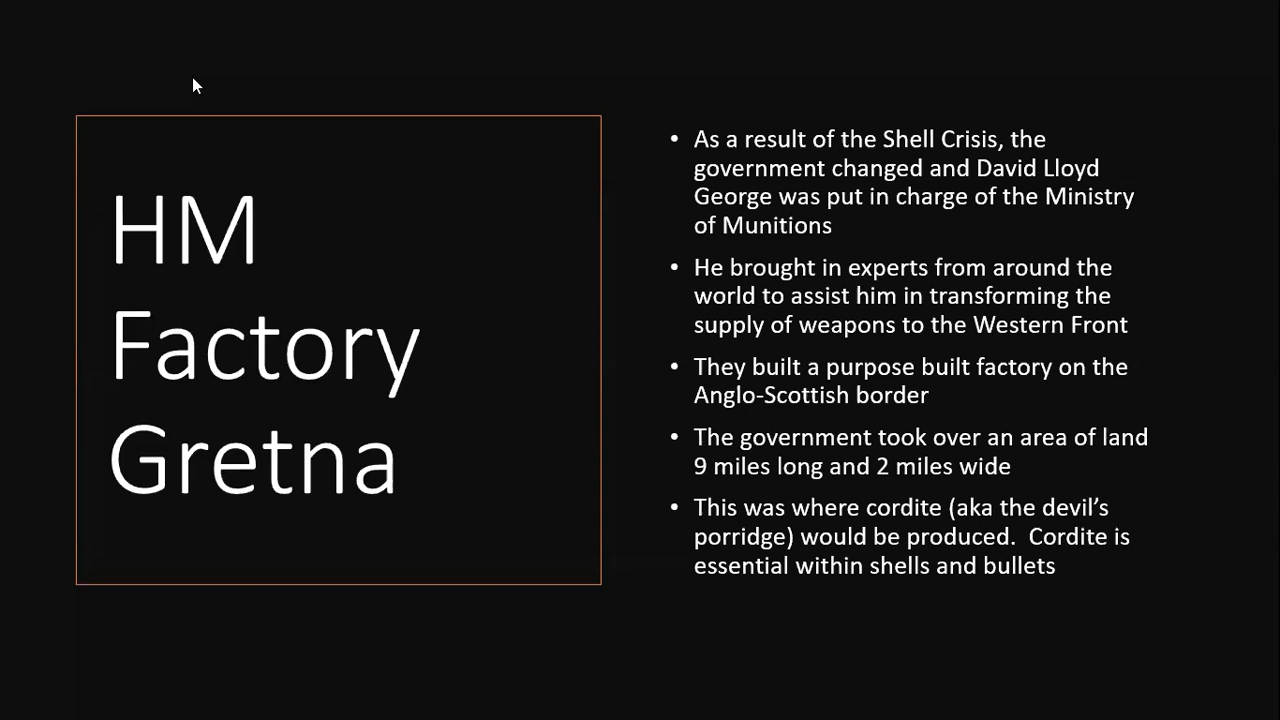 HM
Factory
Gretna
• As a result of the Shell Crisis, the
government changed and David Lloyd
George was put in charge of the Ministry
of Munitions
• He brought in experts from around the
world to assist him in transforming the
supply of weapons to the Western Front
• They built a purpose built factory on the
Anglo-Scottish border
• The government took over an area of land
9 miles long and 2 miles wide
• This was where cordite (aka the devil’s
porridge) would be produced.  Cordite is
essential within shells and bullets